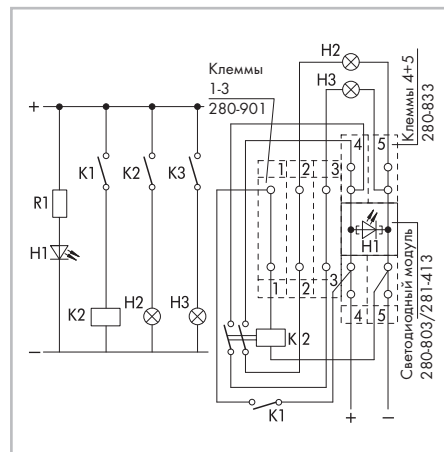 H2
Клеммы
1-3
280-901
H3
Клеммы 4+5
280-833
+
K1
K2
K3
1
2
3
4
5
R1
H1
H1
K2
H2
H3
1
2
3
4
5
Светодиодный модуль
280-803/281-413
K 2
−
K1
+
−